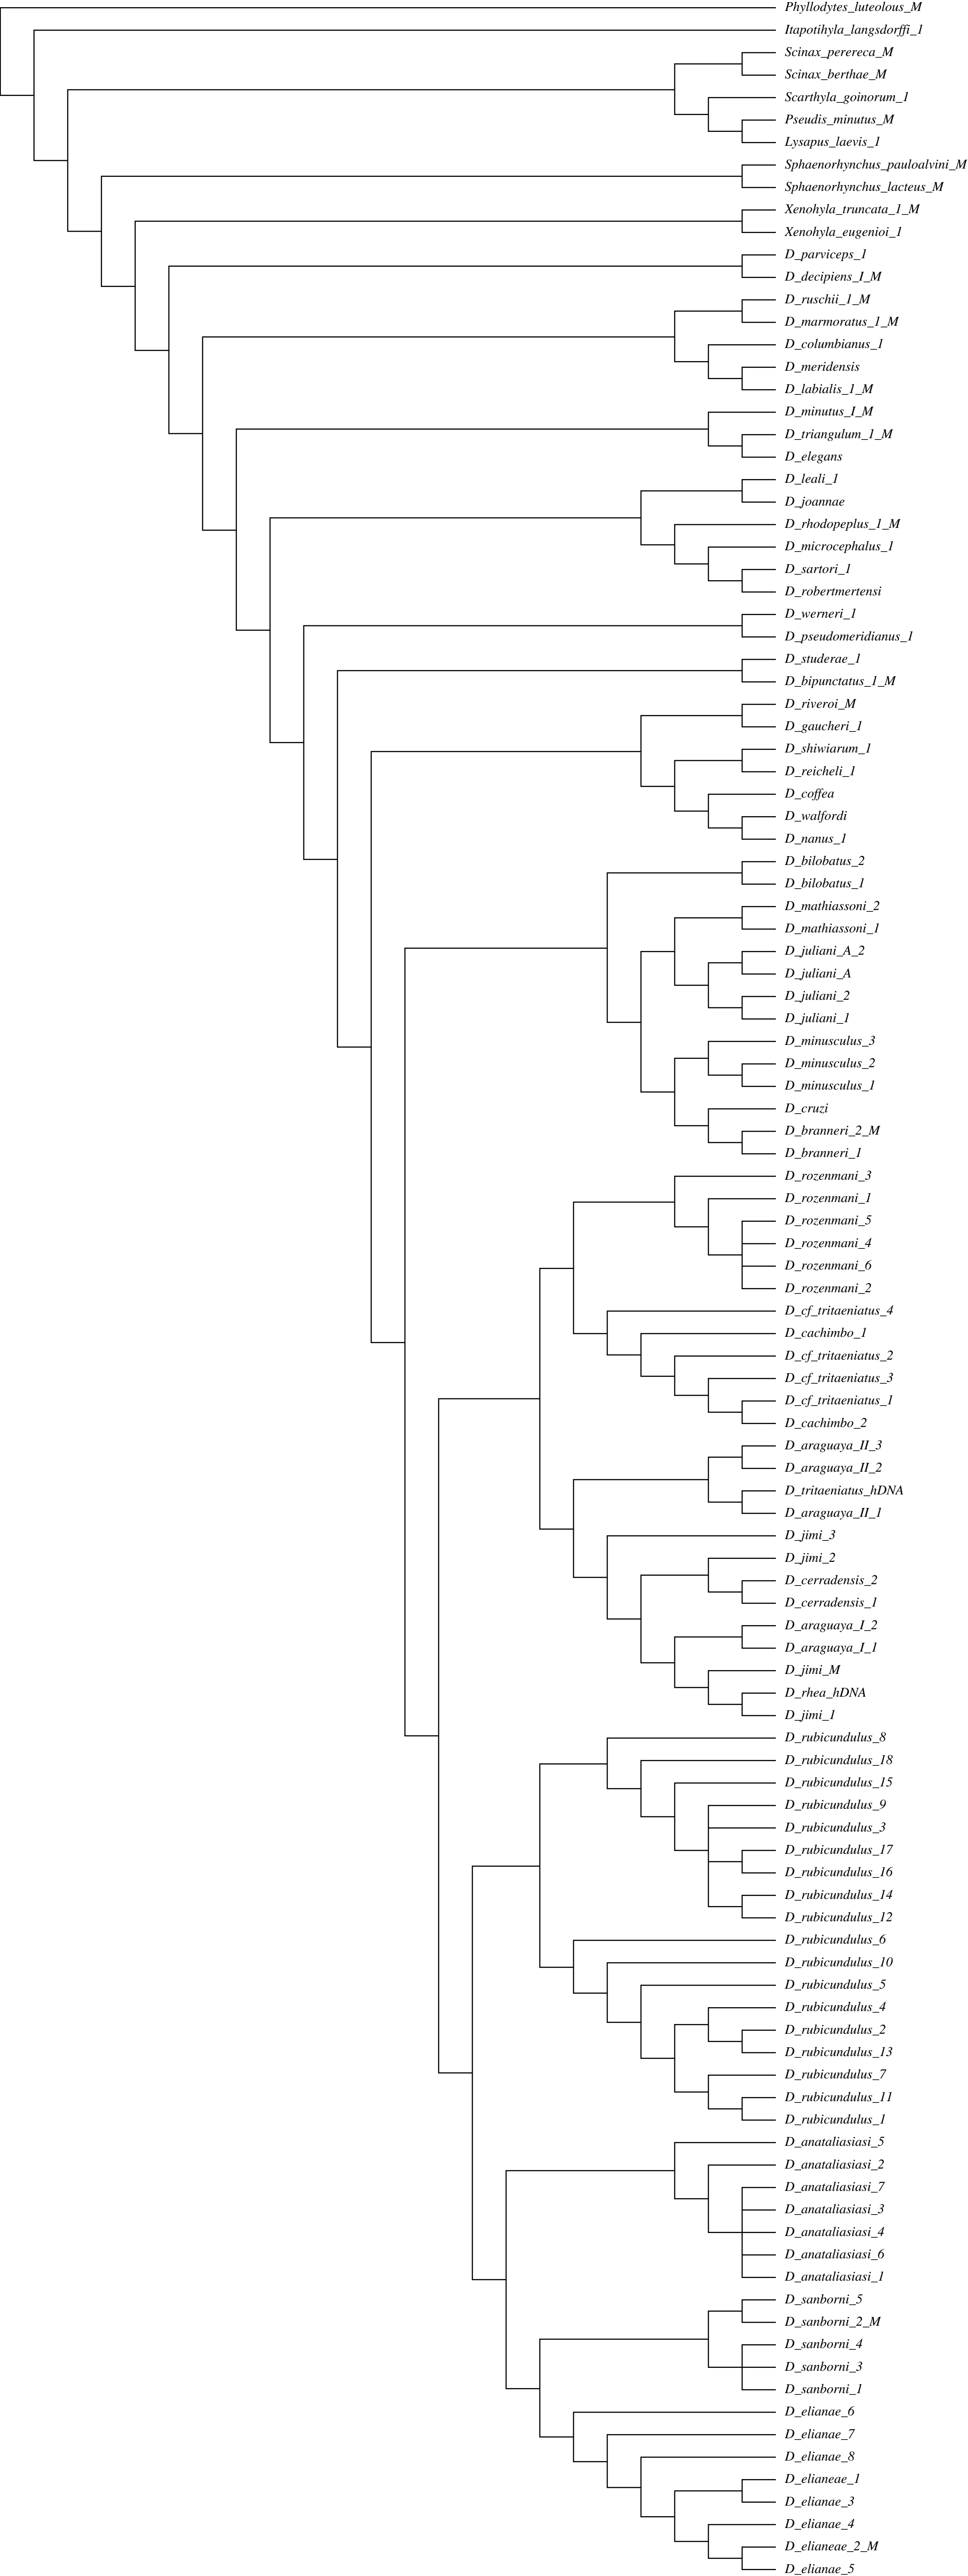 Phyllodytes_luteolous_M
Itapotihyla_langsdorffi_1
Scinax_perereca_M
Scinax_berthae_M
Scarthyla_goinorum_1
Pseudis_minutus_M
Lysapus_laevis_1
Sphaenorhynchus_pauloalvini_M
Sphaenorhynchus_lacteus_M
Xenohyla_truncata_1_M
Xenohyla_eugenioi_1
D_parviceps_1
D_decipiens_I_M
D_ruschii_1_M
D_marmoratus_1_M
D_columbianus_1
D_meridensis
D_labialis_1_M
D_minutus_I_M
D_triangulum_1_M
D_elegans
D_leali_1
D_joannae
D_rhodopeplus_1_M
D_microcephalus_1
D_sartori_1
D_robertmertensi
D_werneri_1
D_pseudomeridianus_1
D_studerae_1
D_bipunctatus_1_M
D_riveroi_M
D_gaucheri_1
D_shiwiarum_1
D_reicheli_1
D_coffea
D_walfordi
D_nanus_1
D_bilobatus_2
D_bilobatus_1
D_mathiassoni_2
D_mathiassoni_1
D_juliani_A_2
D_juliani_A
D_juliani_2
D_juliani_1
D_minusculus_3
D_minusculus_2
D_minusculus_1
D_cruzi
D_branneri_2_M
D_branneri_1
D_rozenmani_3
D_rozenmani_1
D_rozenmani_5
D_rozenmani_4
D_rozenmani_6
D_rozenmani_2
D_cf_tritaeniatus_4
D_cachimbo_1
D_cf_tritaeniatus_2
D_cf_tritaeniatus_3
D_cf_tritaeniatus_1
D_cachimbo_2
D_araguaya_II_3
D_araguaya_II_2
D_tritaeniatus_hDNA
D_araguaya_II_1
D_jimi_3
D_jimi_2
D_cerradensis_2
D_cerradensis_1
D_araguaya_I_2
D_araguaya_I_1
D_jimi_M
D_rhea_hDNA
D_jimi_1
D_rubicundulus_8
D_rubicundulus_18
D_rubicundulus_15
D_rubicundulus_9
D_rubicundulus_3
D_rubicundulus_17
D_rubicundulus_16
D_rubicundulus_14
D_rubicundulus_12
D_rubicundulus_6
D_rubicundulus_10
D_rubicundulus_5
D_rubicundulus_4
D_rubicundulus_2
D_rubicundulus_13
D_rubicundulus_7
D_rubicundulus_11
D_rubicundulus_1
D_anataliasiasi_5
D_anataliasiasi_2
D_anataliasiasi_7
D_anataliasiasi_3
D_anataliasiasi_4
D_anataliasiasi_6
D_anataliasiasi_1
D_sanborni_5
D_sanborni_2_M
D_sanborni_4
D_sanborni_3
D_sanborni_1
D_elianae_6
D_elianae_7
D_elianae_8
D_elianeae_1
D_elianae_3
D_elianae_4
D_elianeae_2_M
D_elianae_5